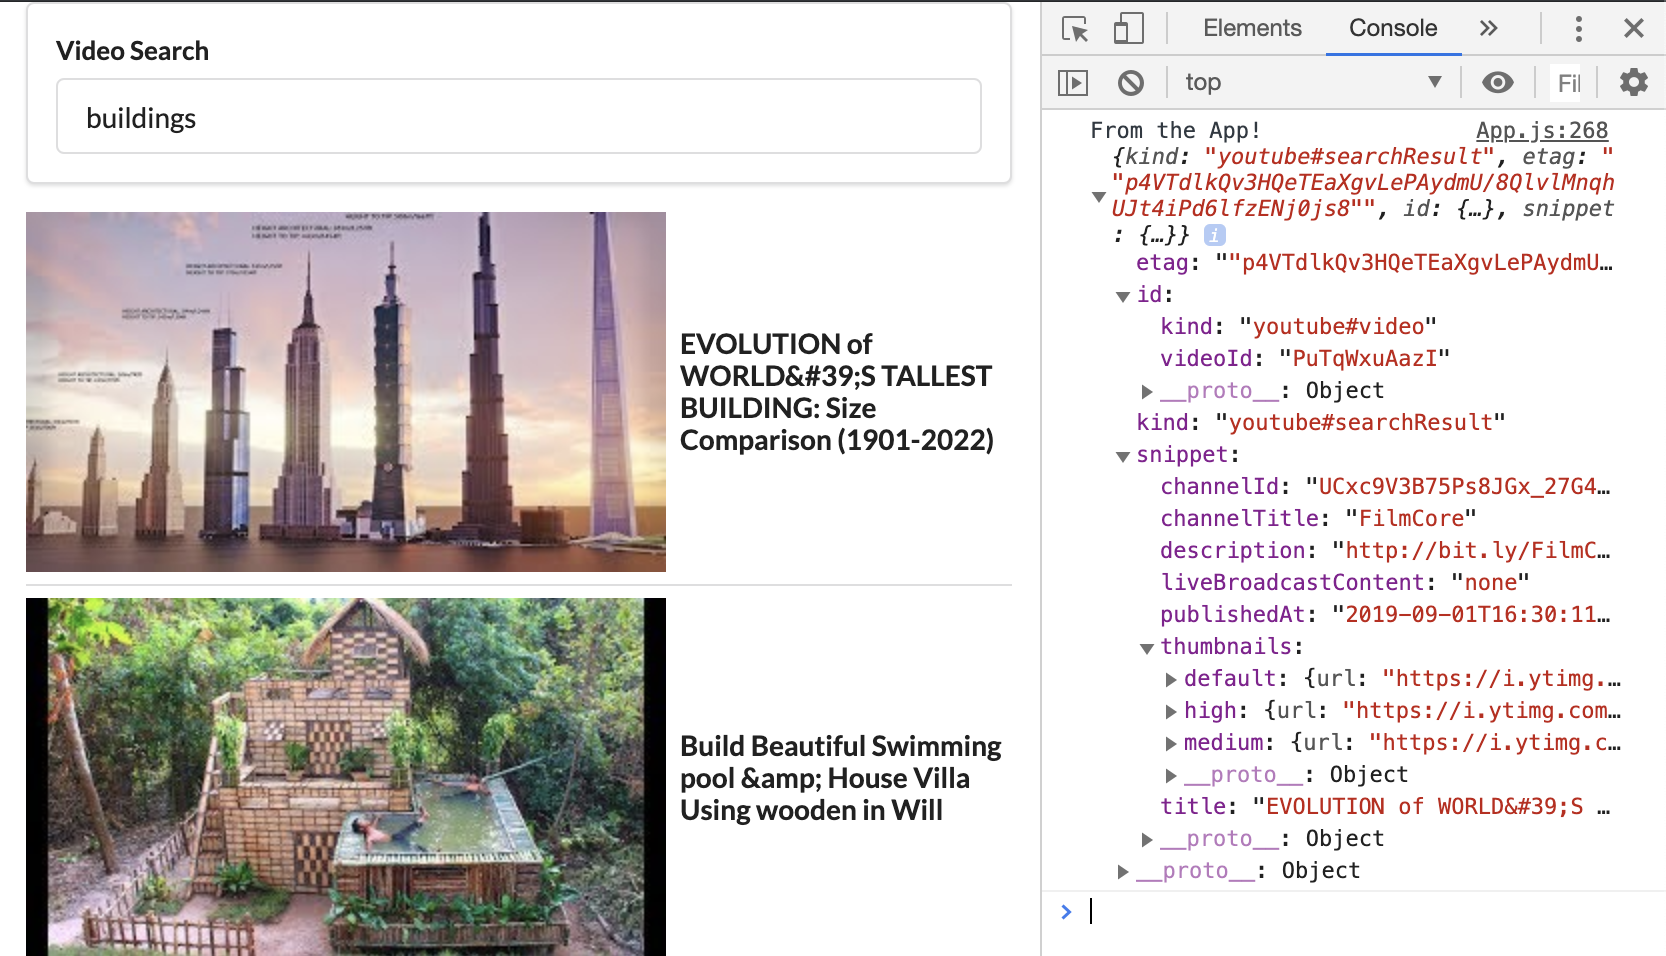 Video Search
buildings
EVOLUTION of
WORLD&#39;S TALLEST
BUILDING: Size
Comparison (1901-2022)
Build Beautiful Swimming
pool &amp; House Villa
Using wooden in Will
Elements Console »
top ▼ Fil
From the App! App.js:268
{kind: "youtube#searchResult", etag: "
"p4VTdlkQv3HQeTEaXgvLePAydmU/8QlvlMnqh
UJt4iPd6lfzENj0js8"", id: {…}, snippet
: {…}} i
etag: ""p4VTdlkQv3HQeTEaXgvLePAydmU…
▼ id:
kind: "youtube#video"
videoId: "PuTqWxuAazI"
▶ __proto__: Object
kind: "youtube#searchResult"
▼ snippet:
channelId: "UCxc9V3B75Ps8JGx_27G4…
channelTitle: "FilmCore"
description: "http://bit.ly/FilmC…
liveBroadcastContent: "none"
publishedAt: "2019-09-01T16:30:11…
▼ thumbnails:
▶ default: {url: "https://i.ytimg.…
▶ high: {url: "https://i.ytimg.com…
▶ medium: {url: "https://i.ytimg.c…
▶ __proto__: Object
title: "EVOLUTION of WORLD&#39;S …
▶ __proto__: Object
▶ __proto__: Object
>